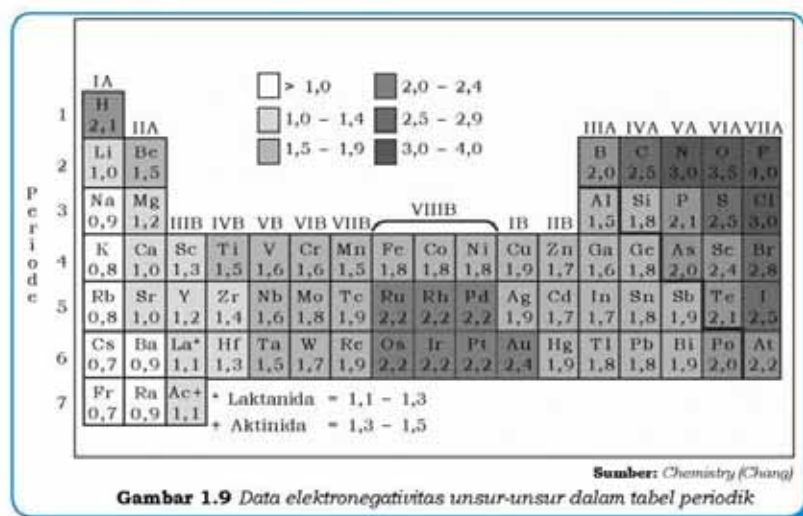 IA
> 1,0 2,0 – 2,4
H IIA 1,0 – 1,4 2,5 – 2,9 IIIA IVA VA VIA VIIA
1 2,1 1,5 – 1,9 3,0 – 4,0
2 Li Be B C N O F
1,0 1,5 2,0 2,5 3,0 3,5 4,0
3 Na Mg Al Si P S Cl
0,9 1,2 IIIB IVB VB VIB VIIB VIIIB IB IIB 1,5 1,8 2,1 2,5 3,0
4 K Ca Sc Ti V Cr Mn Fe Co Ni Cu Zn Ga Ge As Se Br
0,8 1,0 1,3 1,5 1,6 1,6 1,5 1,8 1,8 1,8 1,9 1,7 1,6 1,8 2,0 2,4 2,8
5 Rb Sr Y Zr Nb Mo Tc Ru Rh Pd Ag Cd In Sn Sb Te I
0,8 1,0 1,2 1,4 1,6 1,8 1,9 2,2 2,2 2,2 1,9 1,7 1,7 1,8 1,9 2,1 2,5
6 Cs Ba La* Hf Ta W Re Os Ir Pt Au Hg Tl Pb Bi Po At
0,7 0,9 1,1 1,3 1,5 1,7 1,9 2,2 2,2 2,2 2,4 1,9 1,8 1,8 1,9 2,0 2,2
7 Fr Ra Ac+ * Laktanida = 1,1 – 1,3
0,7 0,9 1,1 + Aktinida = 1,3 – 1,5
Periode
Sumber: Chemistry (Chang)
Gambar 1.9 Data elektronegativitas unsur-unsur dalam tabel periodik